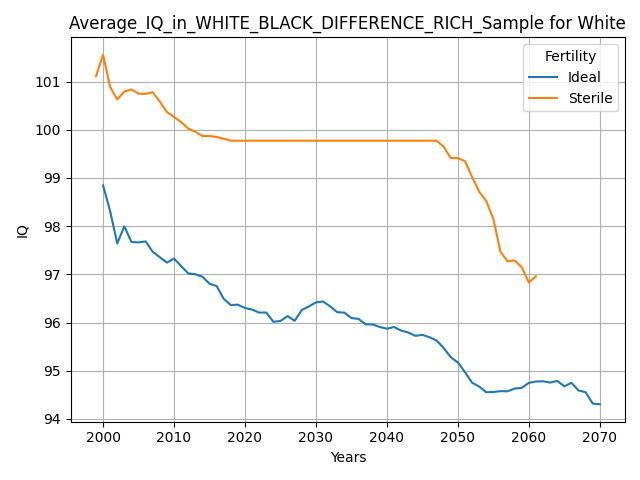 Average_IQ_in_WHITE_BLACK_DIFFERENCE_RICH_Sample for White
Fertility
Ideal
Sterile
101
100
99
98
97
96
95
94
IQ
2000 2010 2020 2030 2040 2050 2060 2070
Years